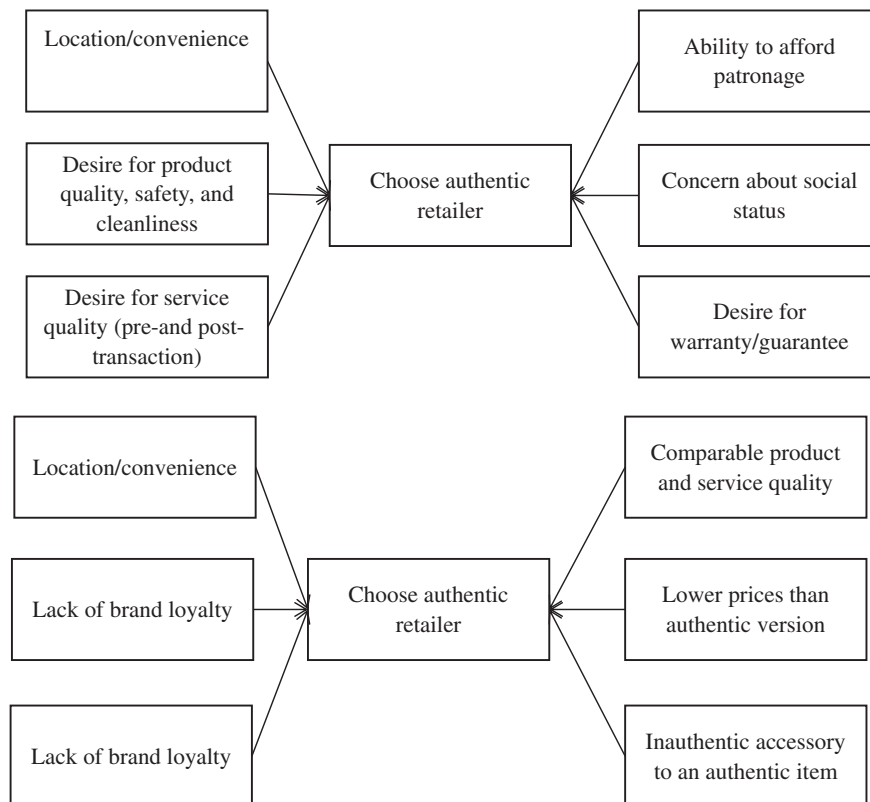 Location/convenience
Desire for product
quality, safety, and
cleanliness
Desire for service
quality (pre-and post-
transaction)
Choose authentic
retailer
Ability to afford
patronage
Concern about social
status
Desire for
warranty/guarantee
Location/convenience
Lack of brand loyalty
Lack of brand loyalty
Choose authentic
retailer
Comparable product
and service quality
Lower prices than
authentic version
Inauthentic accessory
to an authentic item